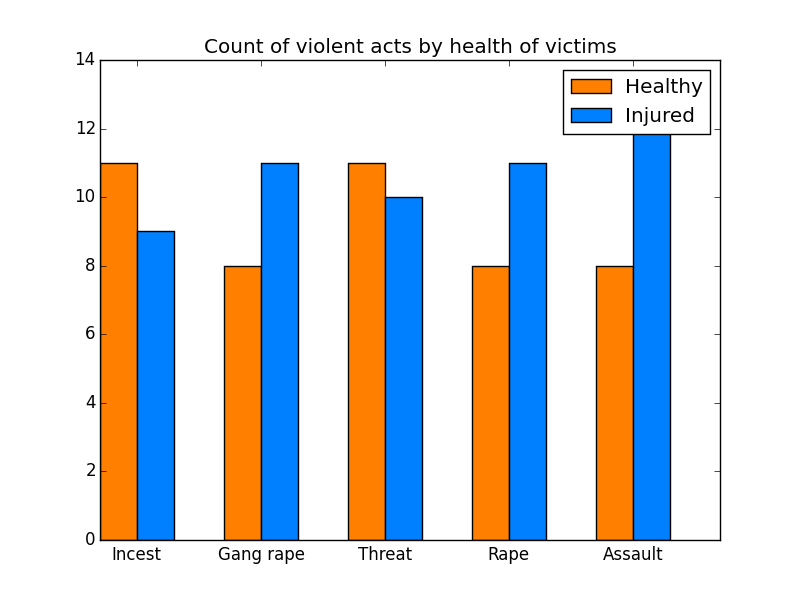 Count of violent acts by health of victims
14
12
10
8
6
4
2
0
Healthy
Injured
Incest
Gang rape
Threat
Rape
Assault